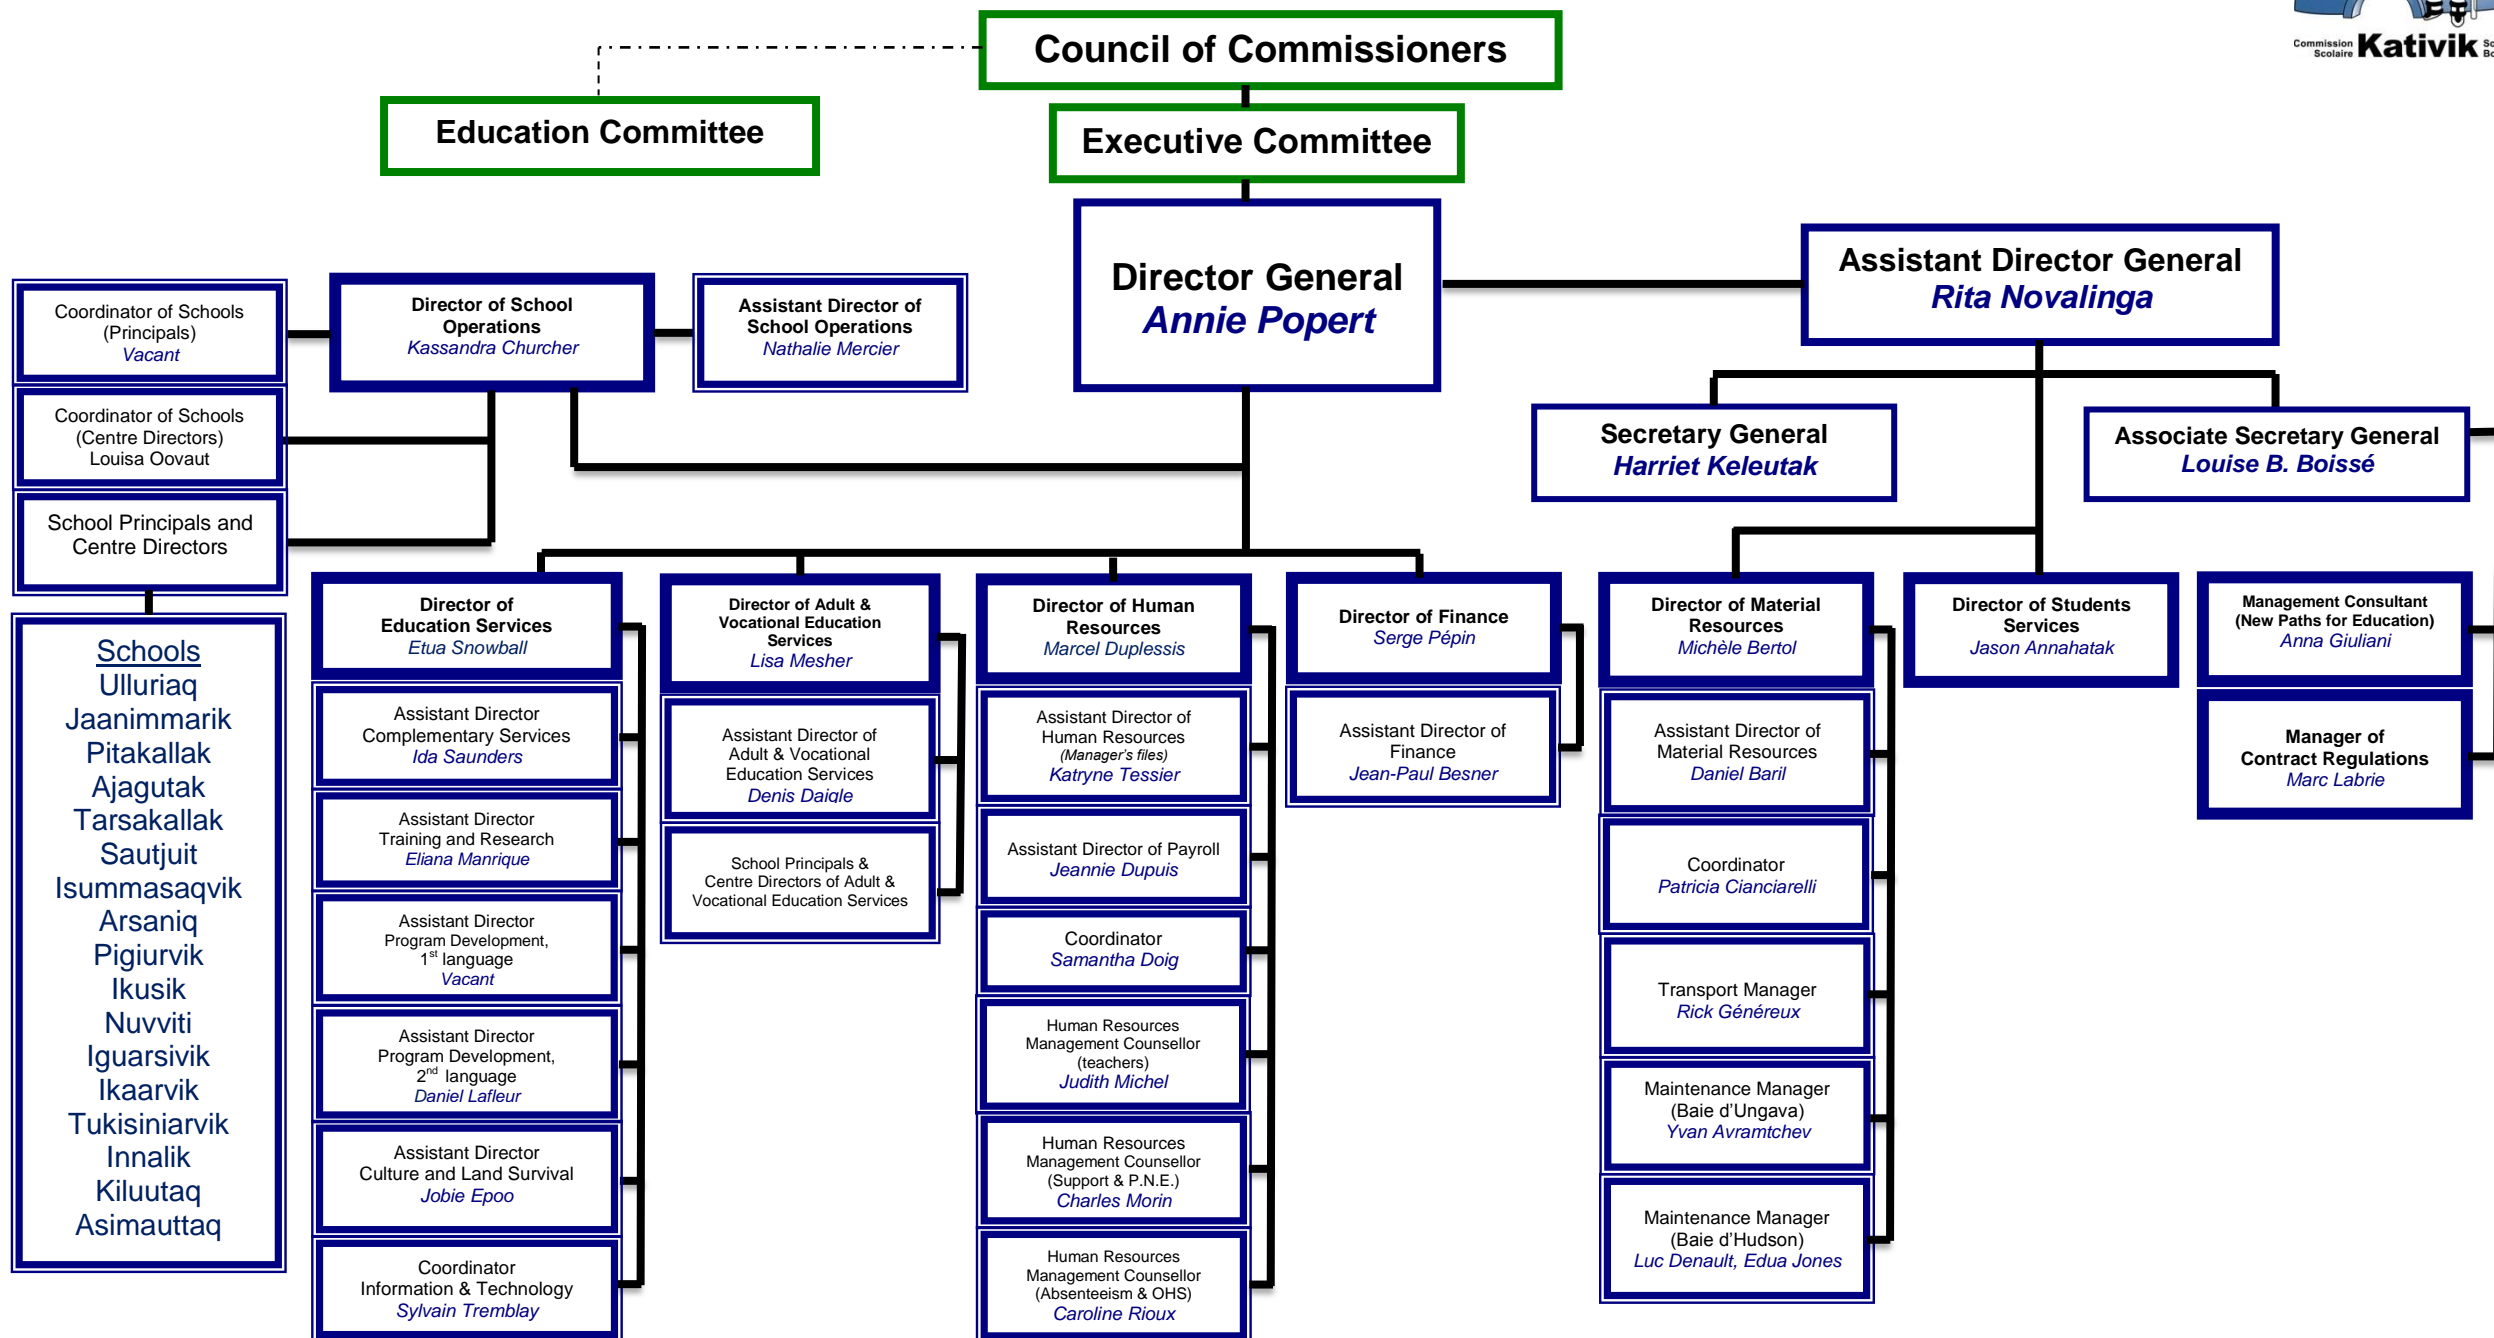 Commission
Scolaire
Kativik
Council of Commissioners
Education Committee
Executive Committee
Director General
Annie Popert
Assistant Director General
Rita Novalinga
Coordinator of Schools
(Principals)
Vacant
Director of School
Operations
Kassandra Churcher
Assistant Director of
School Operations
Nathalie Mercier
Coordinator of Schools
(Centre Directors)
Louisa Oovaut
School Principals and
Centre Directors
Secretary General
Harriet Keleutak
Associate Secretary General
Louise B. Boissé
Schools
Ulluriaq
Jaanimmarik
Pitakallak
Ajagutak
Tarsakallak
Sautjuit
Isummasaqvik
Arsaniq
Pigiurvik
Ikusik
Nuvviti
Iguarsivik
Ikaarvik
Tukisiniarvik
Innalik
Kiluutaq
Asimauttaq
Director of
Education Services
Etua Snowball
Assistant Director
Complementary Services
Ida Saunders
Assistant Director
Training and Research
Eliana Manrique
Assistant Director
Program Development,
1st language
Vacant
Assistant Director
Program Development,
2nd language
Daniel Lafleur
Assistant Director
Culture and Land Survival
Jobie Epoo
Coordinator
Information & Technology
Sylvain Tremblay
Director of Adult &
Vocational Education
Services
Lisa Mesher
Assistant Director of
Adult & Vocational
Education Services
Denis Daigle
School Principals &
Centre Directors of Adult &
Vocational Education Services
Director of Human
Resources
Marcel Duplessis
Assistant Director of
Human Resources
(Manager's files)
Katryne Tessier
Assistant Director of Payroll
Jeannie Dupuis
Coordinator
Samantha Doig
Human Resources
Management Counsellor
(teachers)
Judith Michel
Human Resources
Management Counsellor
(Support & P.N.E.)
Charles Morin
Human Resources
Management Counsellor
(Absenteeism & OHS)
Caroline Rioux
Director of Finance
Serge Pépin
Assistant Director of
Finance
Jean-Paul Besner
Director of Material
Resources
Michèle Bertol
Assistant Director of
Material Resources
Daniel Baril
Coordinator
Patricia Cianciarelli
Transport Manager
Rick Généreux
Maintenance Manager
(Baie d'Ungava)
Yvan Avramtchev
Maintenance Manager
(Baie d'Hudson)
Luc Denault, Edua Jones
Director of Students
Services
Jason Annahatak
Management Consultant
(New Paths for Education)
Anna Giuliani
Manager of
Contract Regulations
Marc Labrie